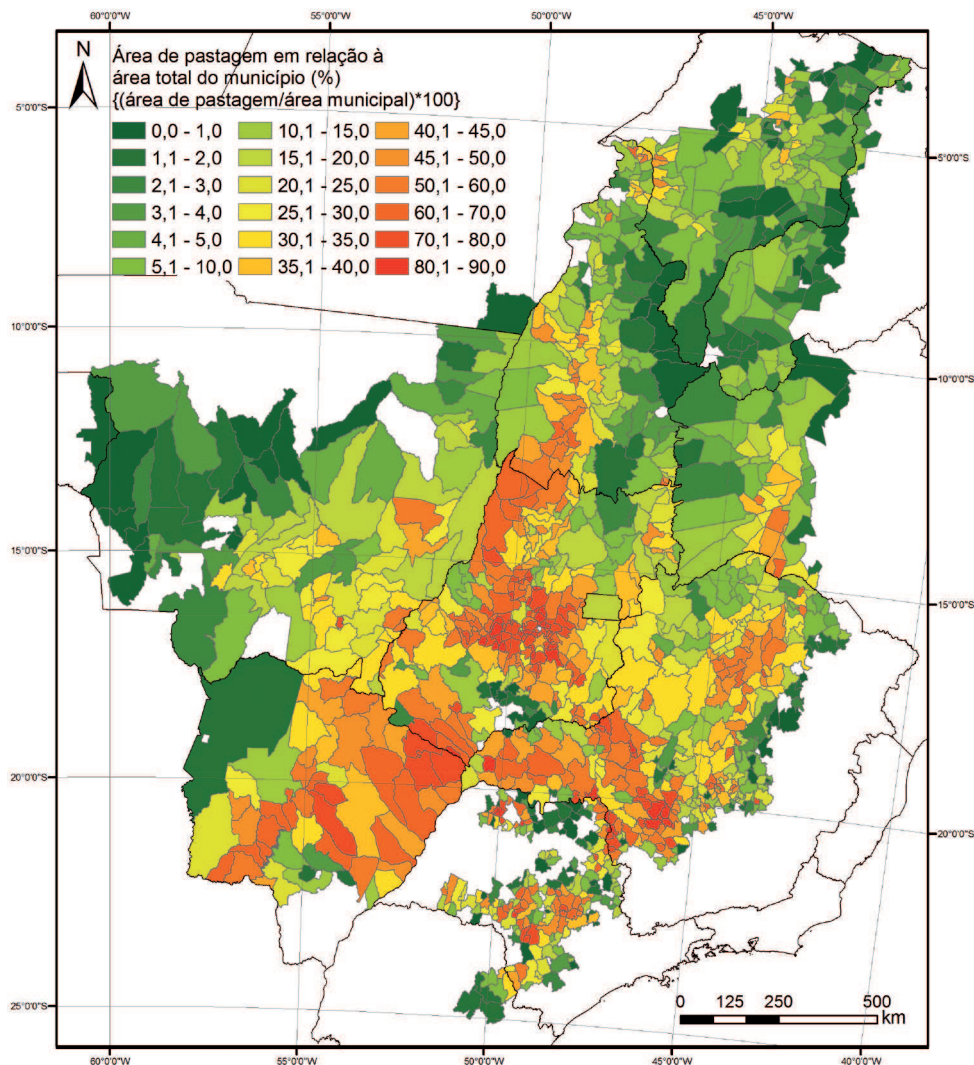 60°0'0"W 55°0'0"W 50°0'0"W 45°0'0"W
N
Área de pastagem em relação à
área total do município (%)
{(área de pastagem/área municipal)*100}
0,0 - 1,0 10,1 - 15,0 40,1 - 45,0
1,1 - 2,0 15,1 - 20,0 45,1 - 50,0
2,1 - 3,0 20,1 - 25,0 50,1 - 60,0
3,1 - 4,0 25,1 - 30,0 60,1 - 70,0
4,1 - 5,0 30,1 - 35,0 70,1 - 80,0
5,1 - 10,0 35,1 - 40,0 80,1 - 90,0
5°0'0"S 5°0'0"S
10°0'0"S 10°0'0"S
15°0'0"S 15°0'0"S
20°0'0"S 20°0'0"S
25°0'0"S
0 125 250 500
km
60°0'0"W 55°0'0"W 50°0'0"W 45°0'0"W 40°0'0"W